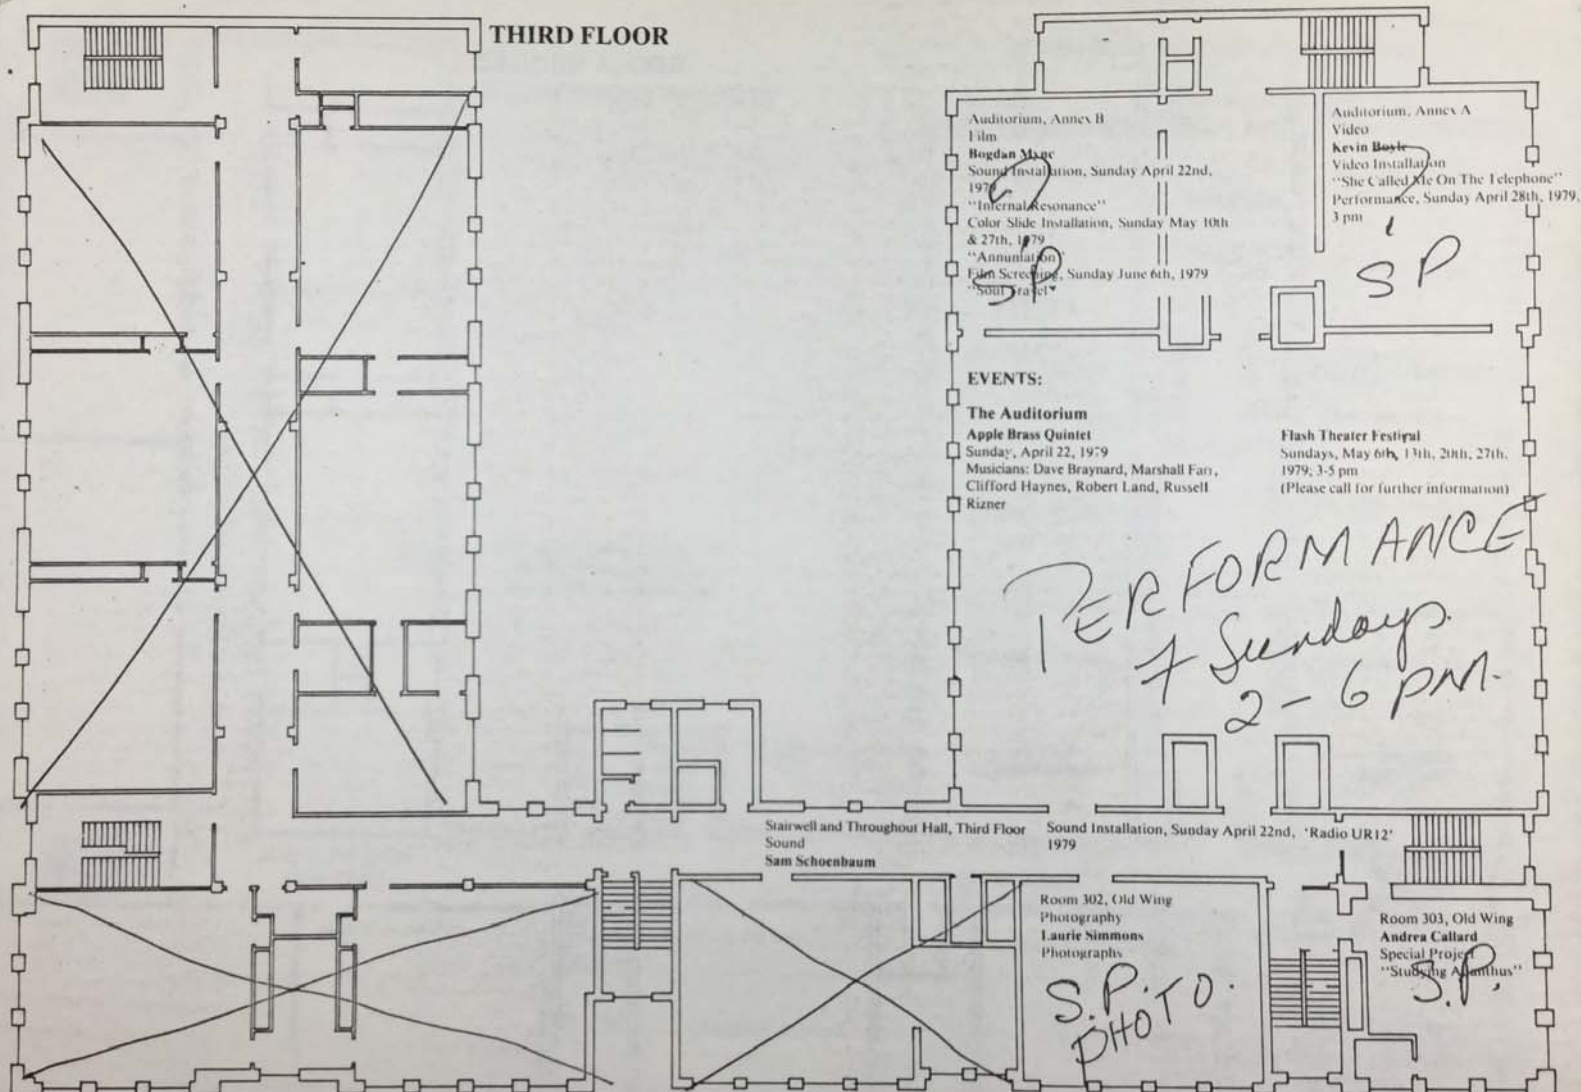 THIRD FLOOR
Auditorium, Annex B
Film
Bogdan
Sound Installation, Sunday April 22nd,
1979
"Internal Resonance"
Color Slide Installation, Sunday May 10th
& 27th, 1979
"Annuniation"
Film Screening, Sunday June 6th, 1979
"Soul Travel"
SP
Auditorium, Annex A
Video
Kevin Boyle
Video Installation
"She Called Me On The Telephone"
Performance, Sunday April 28th, 1979,
3 pm
SP
EVENTS:
The Auditorium
Apple Brass Quintet
Sunday, April 22, 1979
Musicians: Dave Braynard, Marshall Farr,
Clifford Haynes, Robert Land, Russell
Rizner
Flash Theater Festival
Sundays, May 6th, 13th, 20th, 27th,
1979; 3-5 pm
(Please call for further information)
PERFORMANCE
7 Sundays
2-6 PM.
Stairwell and Throughout Hall, Third Floor
Sound
Sam Schoenbaum
Sound Installation, Sunday April 22nd, 'Radio UR12'
1979
Room 302, Old Wing
Photography
Laurie Simmons
Photographs
S.P.
PHOTO.
Room 303, Old Wing
Andrea Callard
Special Project
"Studying Ailanthus"
S.P.